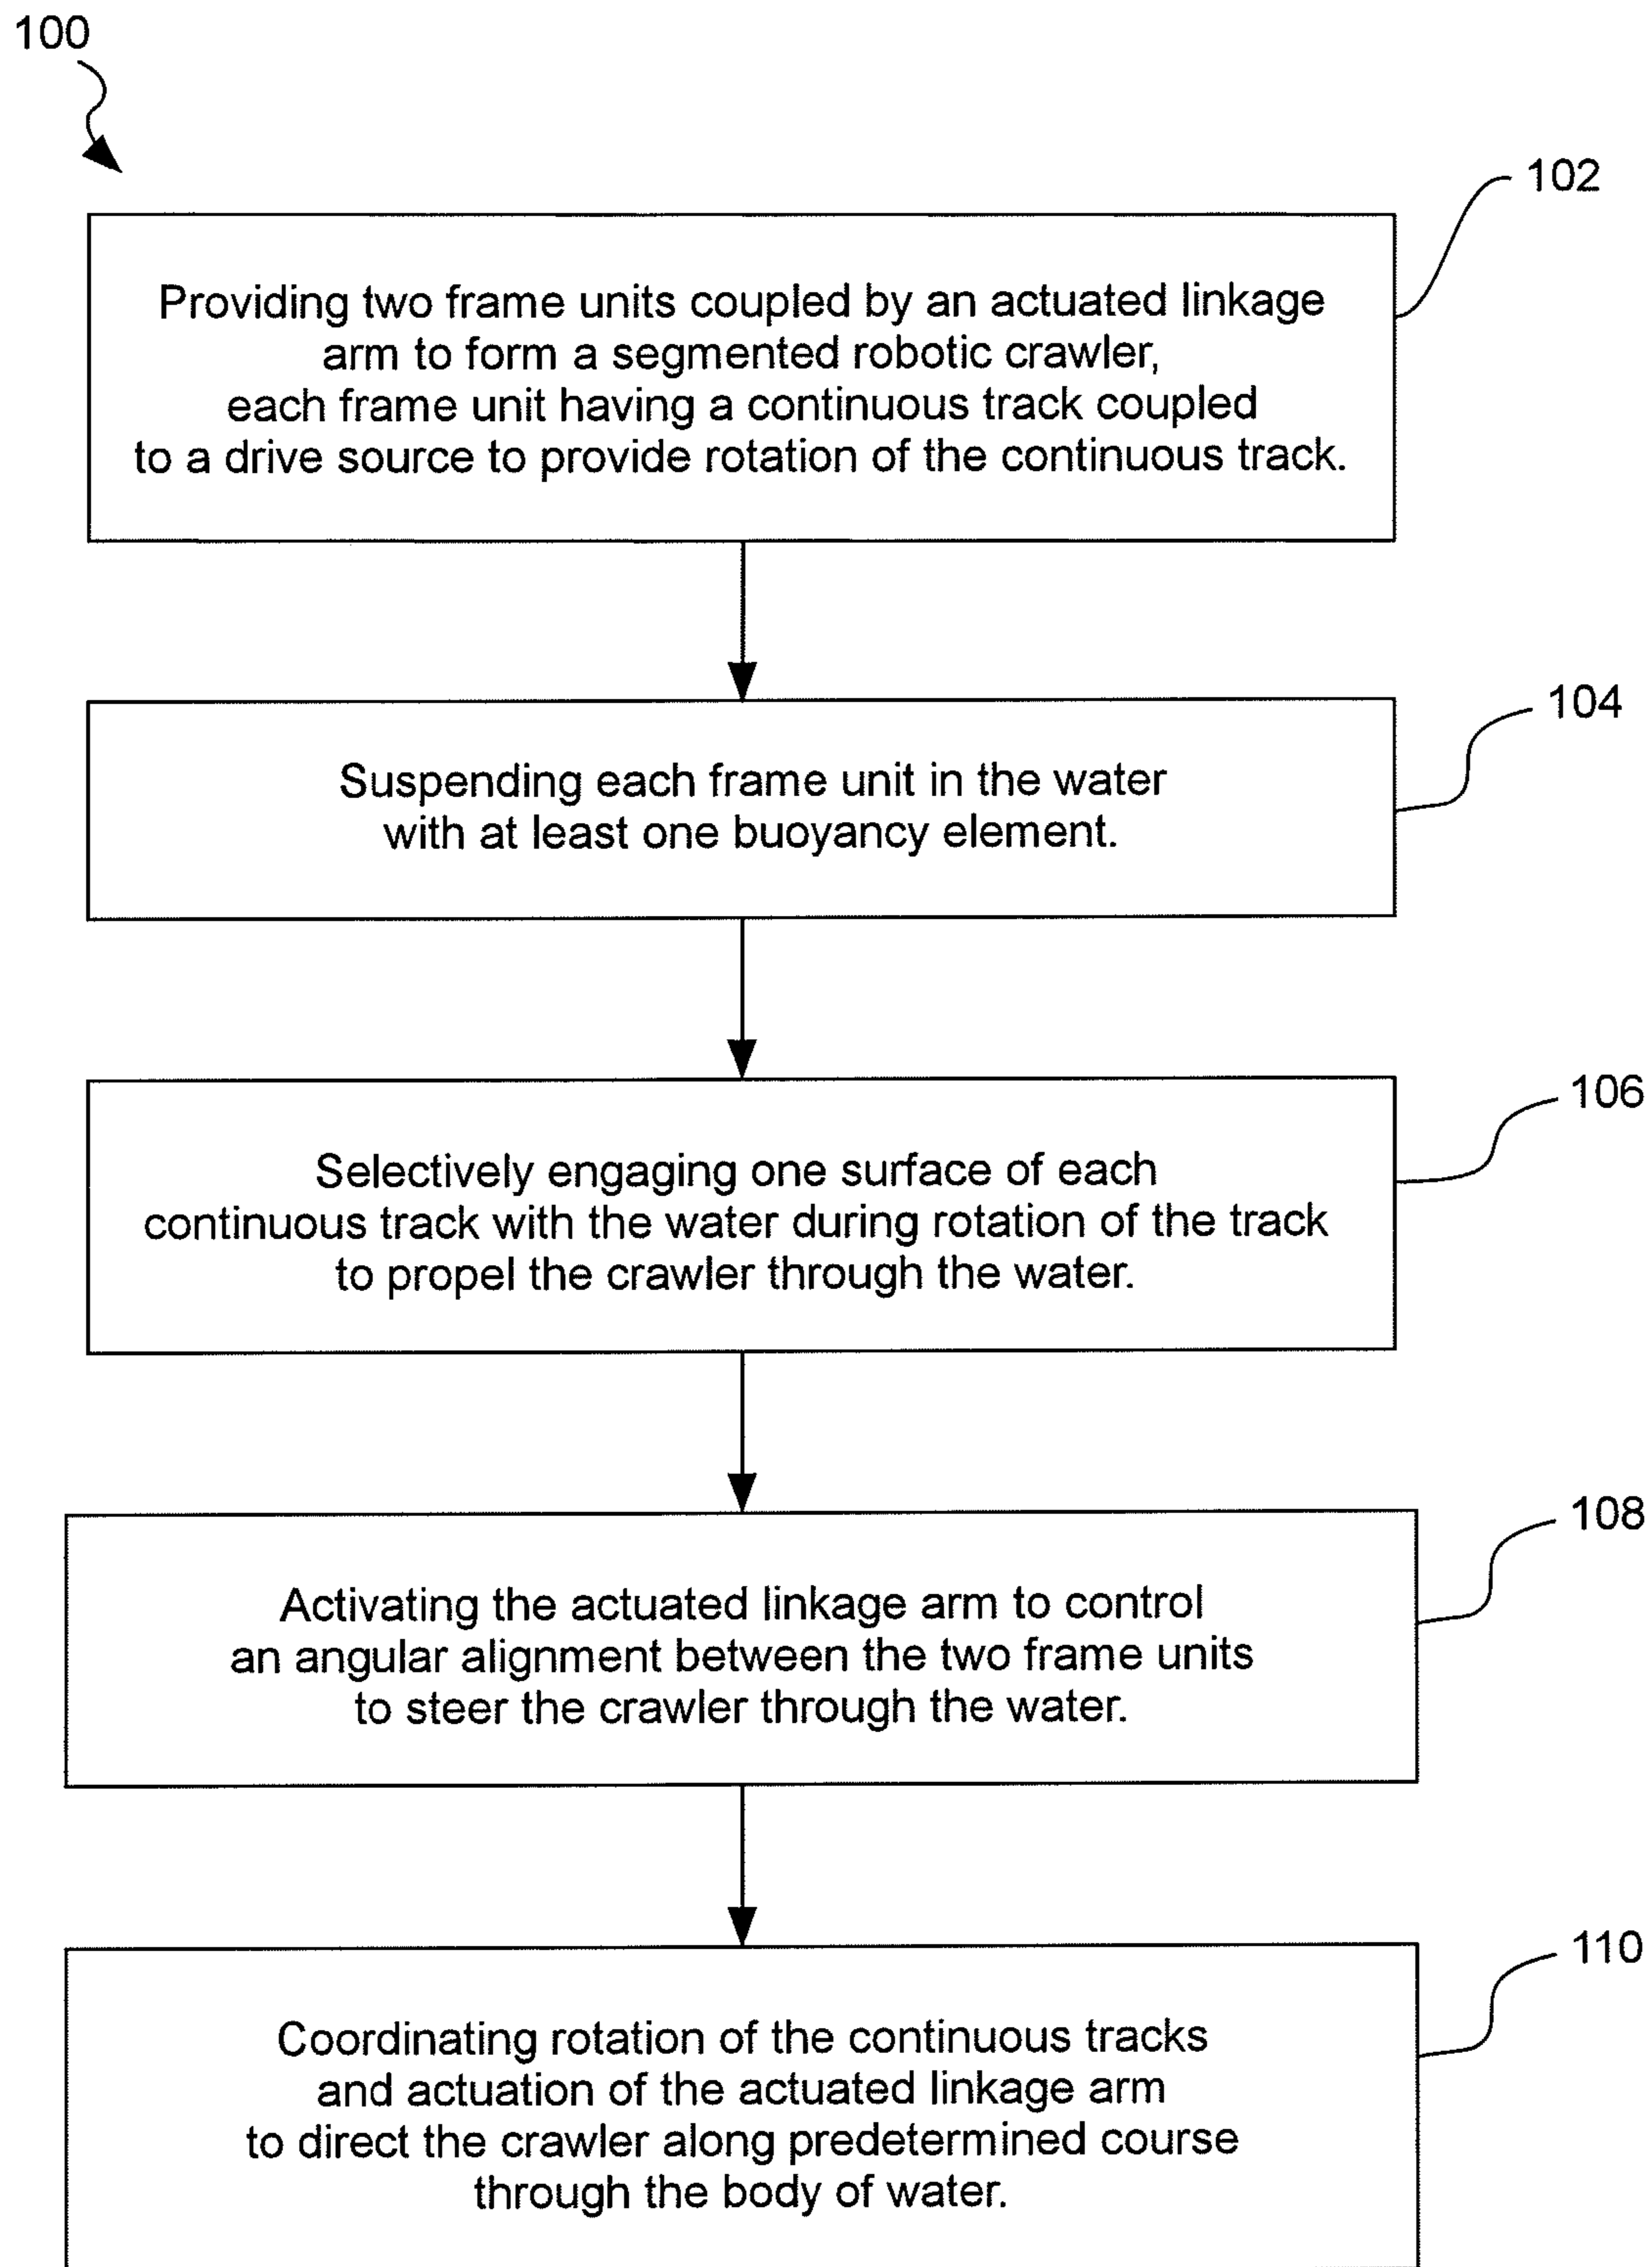 100
102
Providing two frame units coupled by an actuated linkage
arm to form a segmented robotic crawler,
each frame unit having a continuous track coupled
to a drive source to provide rotation of the continuous track.
104
Suspending each frame unit in the water
with at least one buoyancy element.
106
Selectively engaging one surface of each
continuous track with the water during rotation of the track
to propel the crawler through the water.
108
Activating the actuated linkage arm to control
an angular alignment between the two frame units
to steer the crawler through the water.
110
Coordinating rotation of the continuous tracks
and actuation of the actuated linkage arm
to direct the crawler along predetermined course
through the body of water.